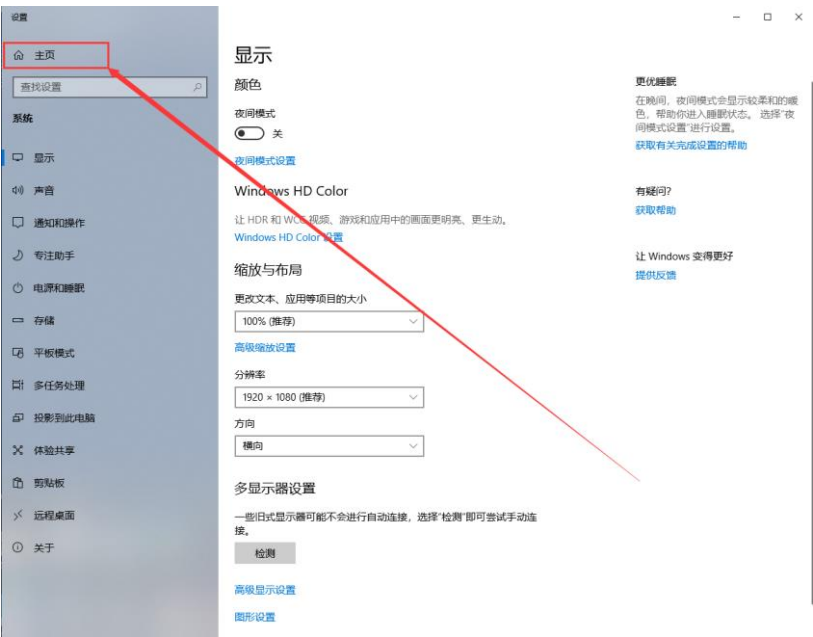 设置
主页
查找设置
系统
显示
声音
通知和操作
专注助手
电源和睡眠
存储
平板模式
多任务处理
投影到此电脑
体验共享
剪贴板
远程桌面
关于
显示
颜色
夜间模式
关
夜间模式设置
Windows HD Color
让 HDR 和 WCG 视频、游戏和应用中的画面更明亮、更生动。
Windows HD Color 设置
缩放与布局
更改文本、应用等项目的大小
100% (推荐)
高级缩放设置
分辨率
1920 × 1080 (推荐)
方向
横向
多显示器设置
一些旧式显示器可能不会进行自动连接，选择"检测"即可尝试手动连
接。
检测
高级显示设置
图形设置
更优睡眠
在晚间，夜间模式会显示较柔和的暖
色，帮助你进入睡眠状态。 选择"夜
间模式设置"进行设置。
获取有关完成设置的帮助
有疑问?
获取帮助
让 Windows 变得更好
提供反馈